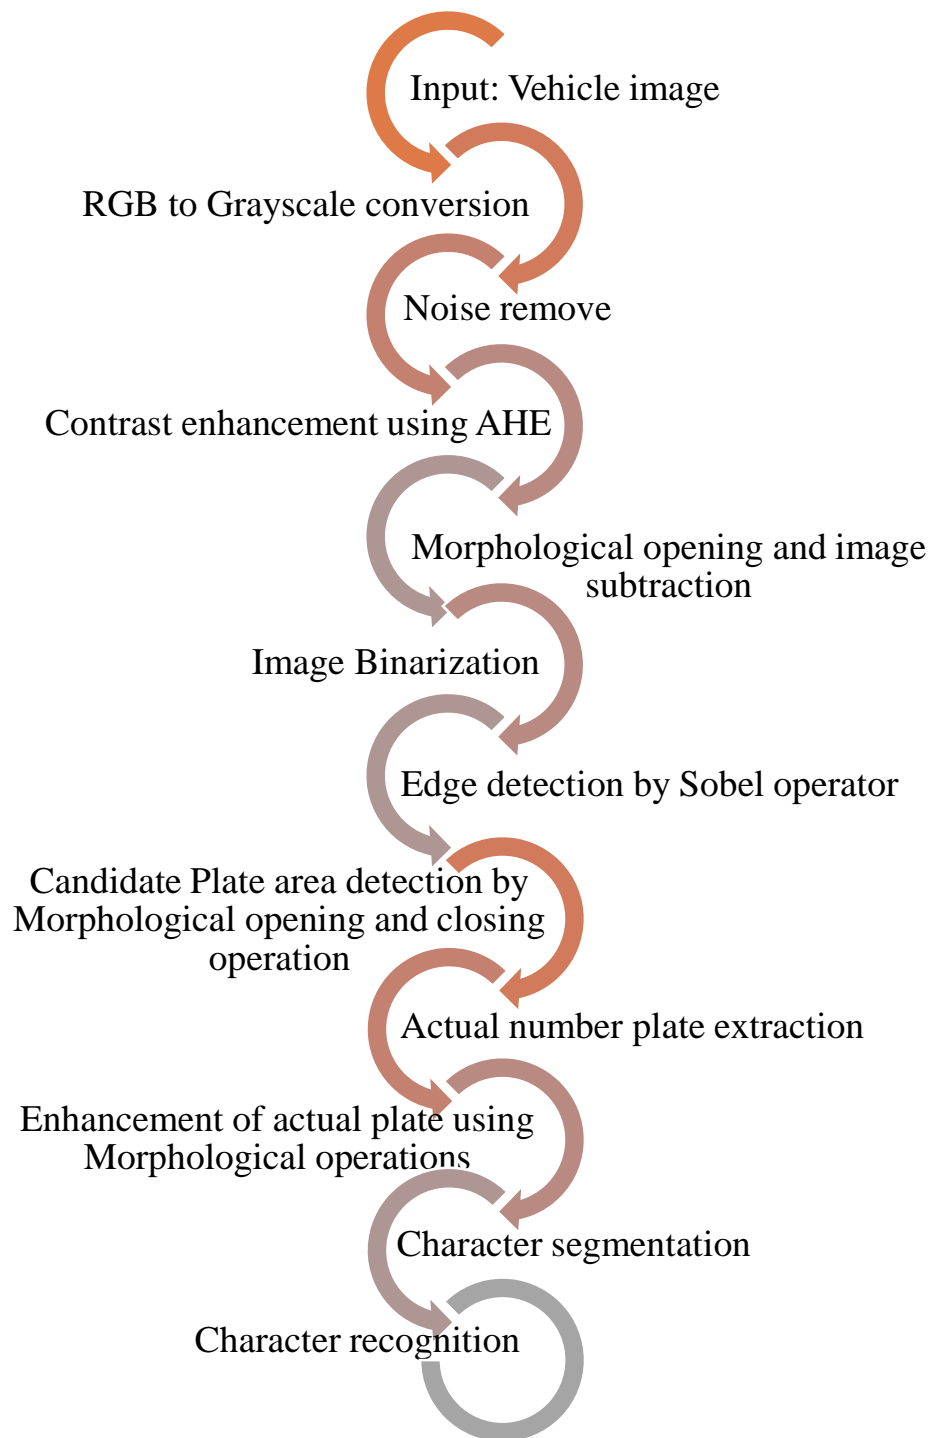 Input: Vehicle image
RGB to Grayscale conversion
Noise remove
Contrast enhancement using AHE
Morphological opening and image
subtraction
Image Binarization
Edge detection by Sobel operator
Candidate Plate area detection by
Morphological opening and closing
operation
Actual number plate extraction
Enhancement of actual plate using
Morphological operations
Character segmentation
Character recognition